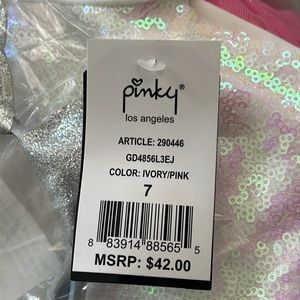 pinky®
los angeles
ARTICLE: 290446
GD4856L3EJ
COLOR: IVORY/PINK
7
8 83914 88565 5
MSRP: $42.00